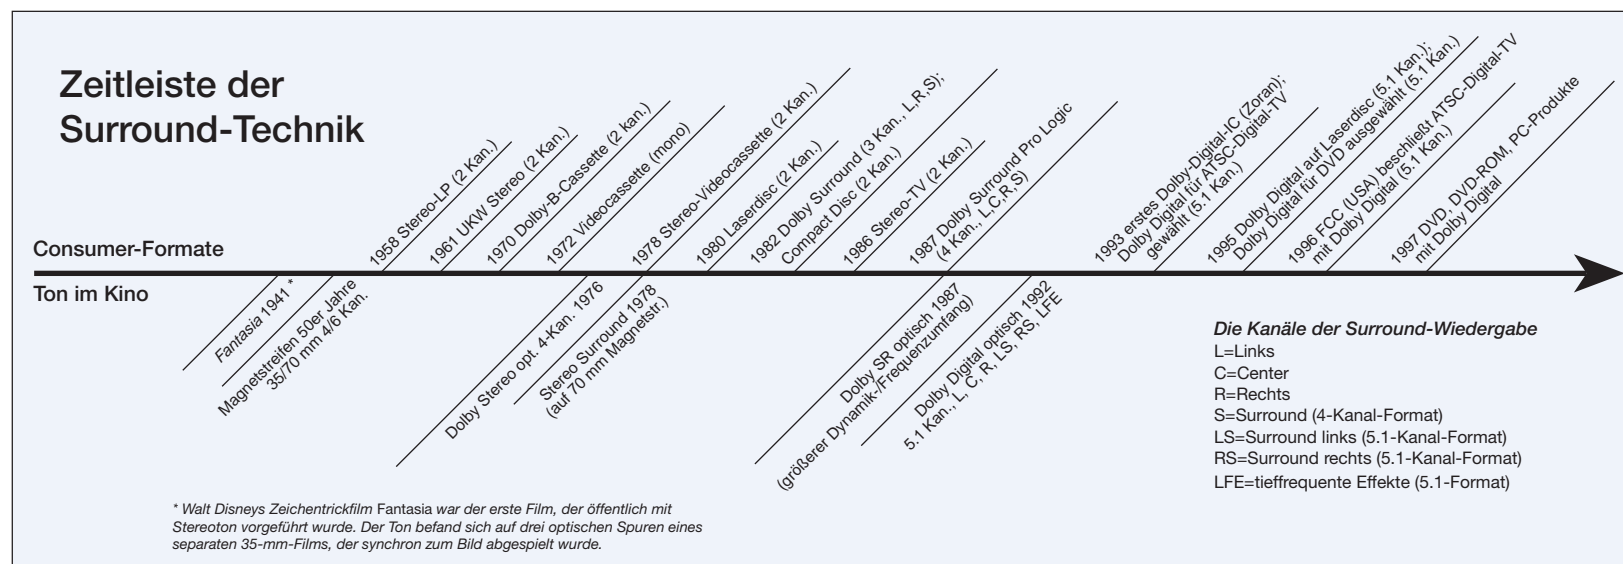 Zeitleiste der
Surround-Technik
Consumer-Formate
1958 Stereo-LP (2 Kan.)
1961 UKW Stereo (2 Kan.)
1970 Dolby-B-Cassette (2 kan.)
1972 Videocassette (mono)
1978 Stereo-Videocassette (2 Kan.)
1980 Laserdisc (2 Kan.)
1982 Dolby Surround (3 Kan., L,R,S);
Compact Disc (2 Kan.)
1986 Stereo-TV (2 Kan.)
1987 Dolby Surround Pro Logic
(4 Kan., L,C,R,S)
1993 erstes Dolby-Digital-IC (Zoran);
Dolby Digital für ATSC-Digital-TV
gewählt (5.1 Kan.)
1995 Dolby Digital auf Laserdisc (5.1 Kan.);
Dolby Digital für DVD ausgewählt (5.1 Kan.)
1996 FCC (USA) beschließt ATSC-Digital-TV
mit Dolby Digital (5.1 Kan.)
1997 DVD, DVD-ROM, PC-Produkte
mit Dolby Digital
Ton im Kino
Fantasia 1941 *
Magnetstreifen 50er Jahre
35/70 mm 4/6 Kan.
Dolby Stereo opt. 4-Kan. 1976
Stereo Surround 1978
(auf 70 mm Magnetstr.)
Dolby SR optisch 1987
(größerer Dynamik-/Frequenzumfang)
Dolby Digital optisch 1992
5.1 Kan., L, C, R, LS, RS, LFE
Die Kanäle der Surround-Wiedergabe
L=Links
C=Center
R=Rechts
S=Surround (4-Kanal-Format)
LS=Surround links (5.1-Kanal-Format)
RS=Surround rechts (5.1-Kanal-Format)
LFE=tieffrequente Effekte (5.1-Format)
* Walt Disneys Zeichentrickfilm Fantasia war der erste Film, der öffentlich mit
Stereoton vorgeführt wurde. Der Ton befand sich auf drei optischen Spuren eines
separaten 35-mm-Films, der synchron zum Bild abgespielt wurde.